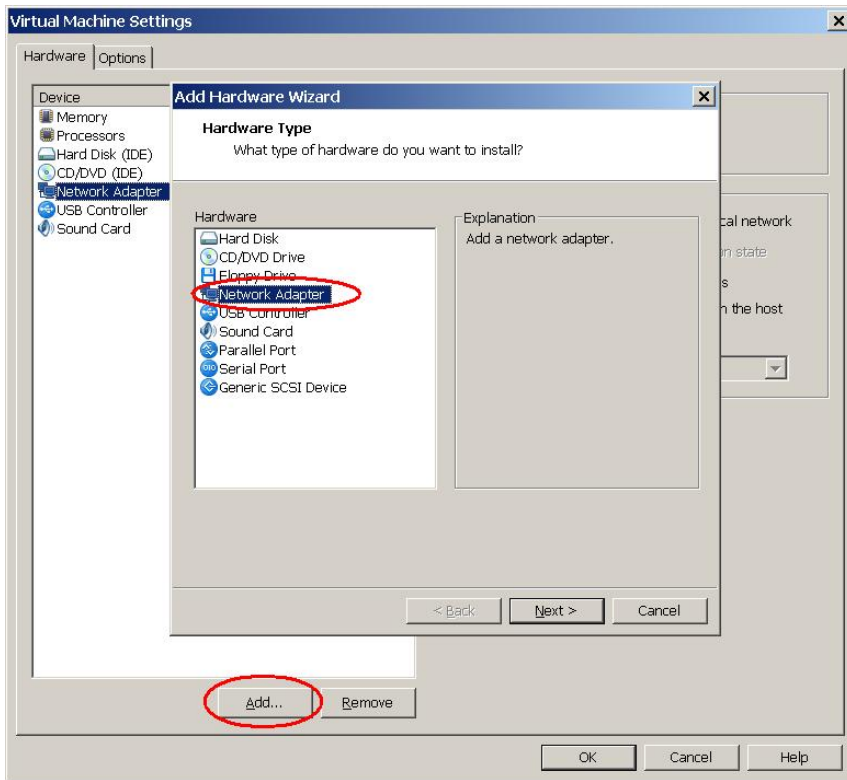 Virtual Machine Settings
Hardware
Options
Device
Memory
Processors
Hard Disk (IDE)
CD/DVD (IDE)
Network Adapter
USB Controller
Sound Card
Add Hardware Wizard
Hardware Type
What type of hardware do you want to install?
Hardware
Hard Disk
CD/DVD Drive
Floppy Drive
Network Adapter
USB Controller
Sound Card
Parallel Port
Serial Port
Generic SCSI Device
Explanation
Add a network adapter.
cal network
on state
s
n the host
< Back
Next >
Cancel
Add...
Remove
OK
Cancel
Help